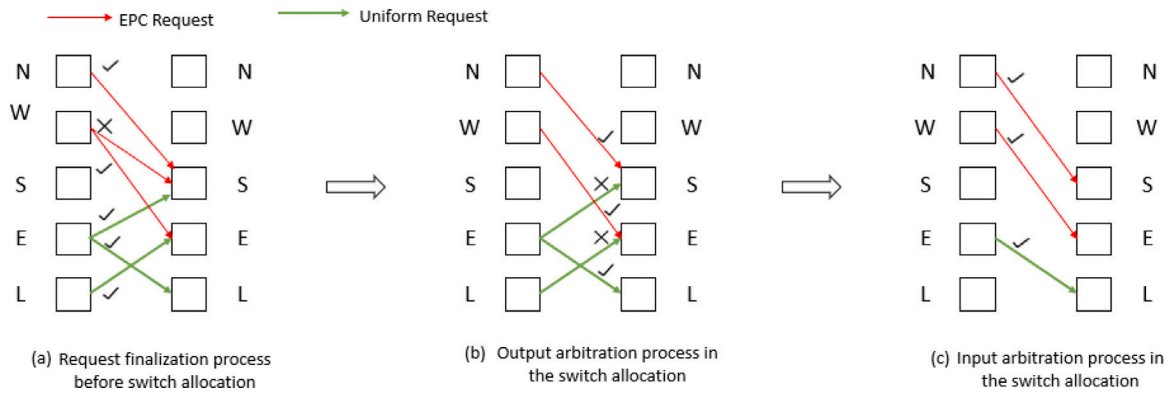 EPC Request Uniform Request
N N N N N N
W W W W W W
S S S S S S
E E E E E E
L L L L L L
(a) Request finalization process
before switch allocation
(b) Output arbitration process in
the switch allocation
(c) Input arbitration process in
the switch allocation